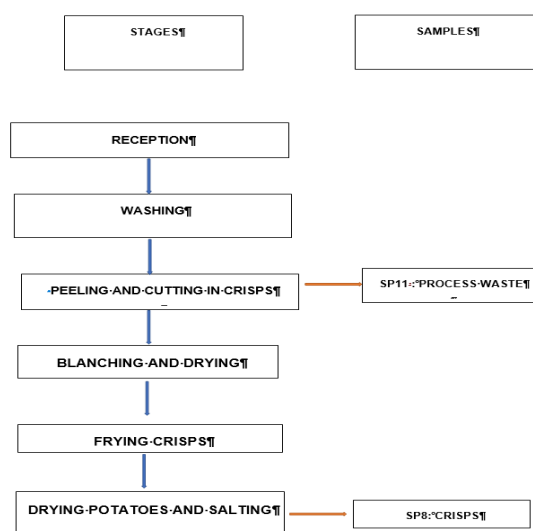 STAGES¶
SAMPLES¶
RECEPTION¶
WASHING¶
·PEELING·AND·CUTTING·IN·CRISPS¶
SP11·:°PROCESS·WASTE¶
BLANCHING·AND·DRYING¶
FRYING·CRISPS¶
DRYING·POTATOES·AND·SALTING¶
SP8:°CRISPS¶